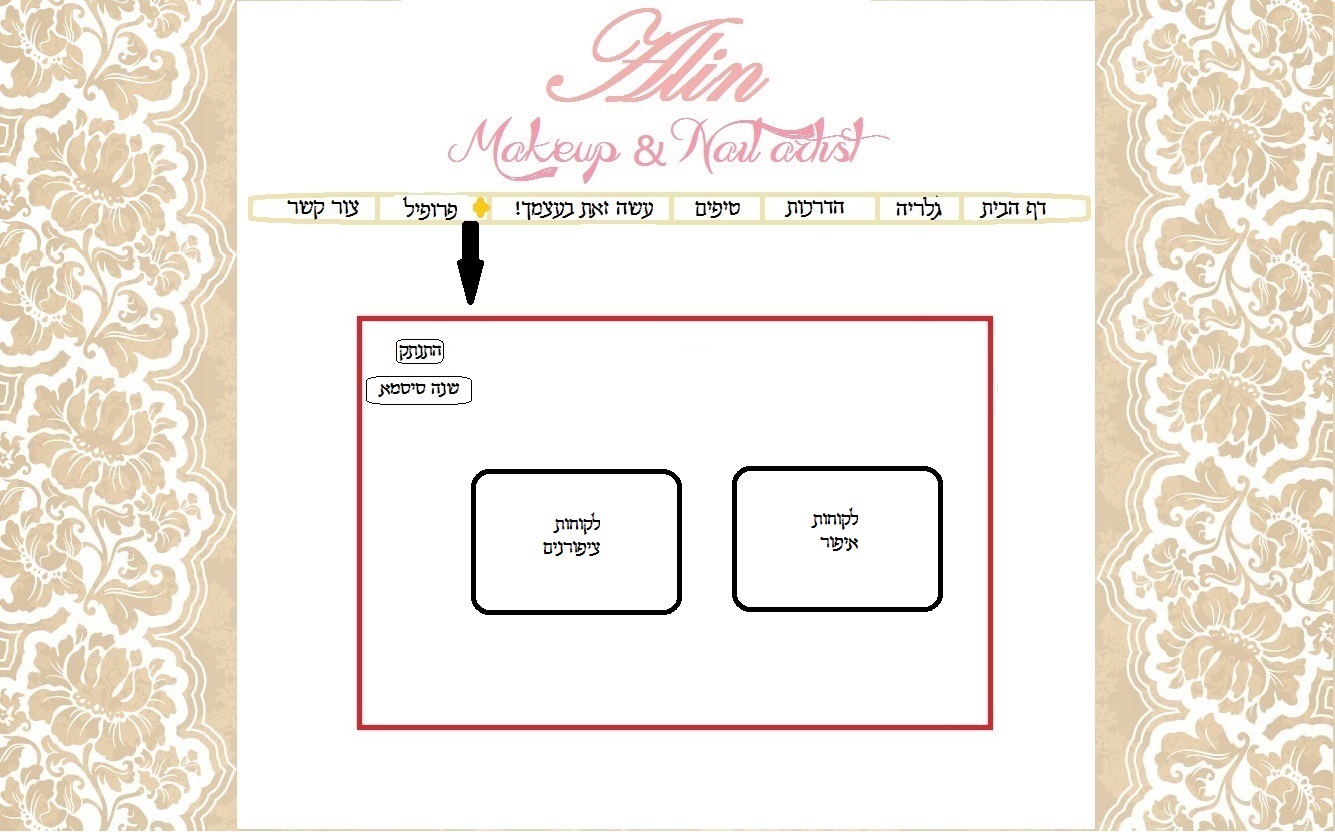 Alin
Makeup & Nail artist
דף הבית
גלריה
הדרכות
טיפים
עשה זאת בעצמך!
פרופיל
צור קשר
התנתק
שנה סיסמא
לקוחות
איפור
לקוחות
ציפורנים